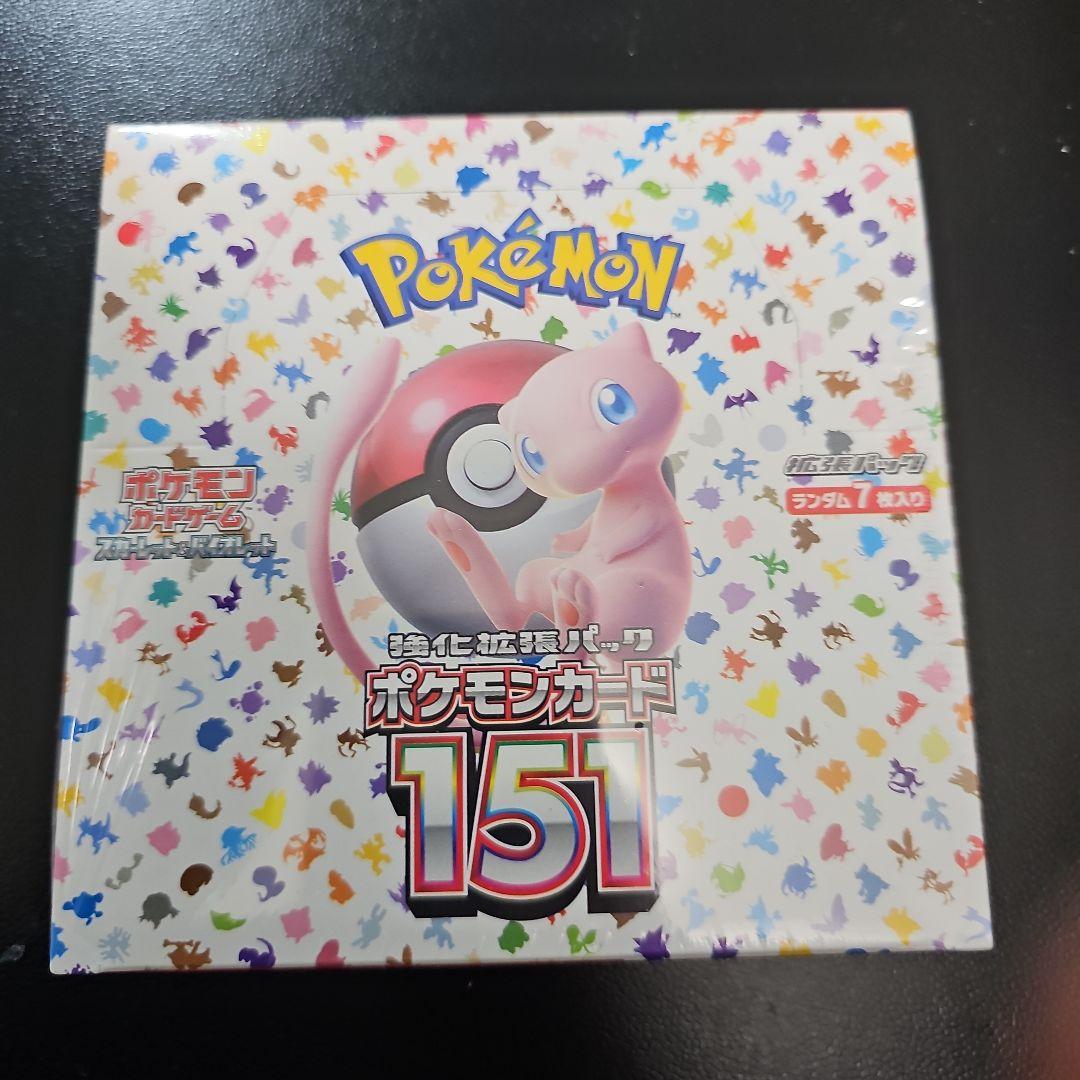 POKéMON
TM
ポケモン
カードゲーム
スカーレット&バイオレット
拡張パック
ランダム7枚入り
強化拡張パック
ポケモンカード
151